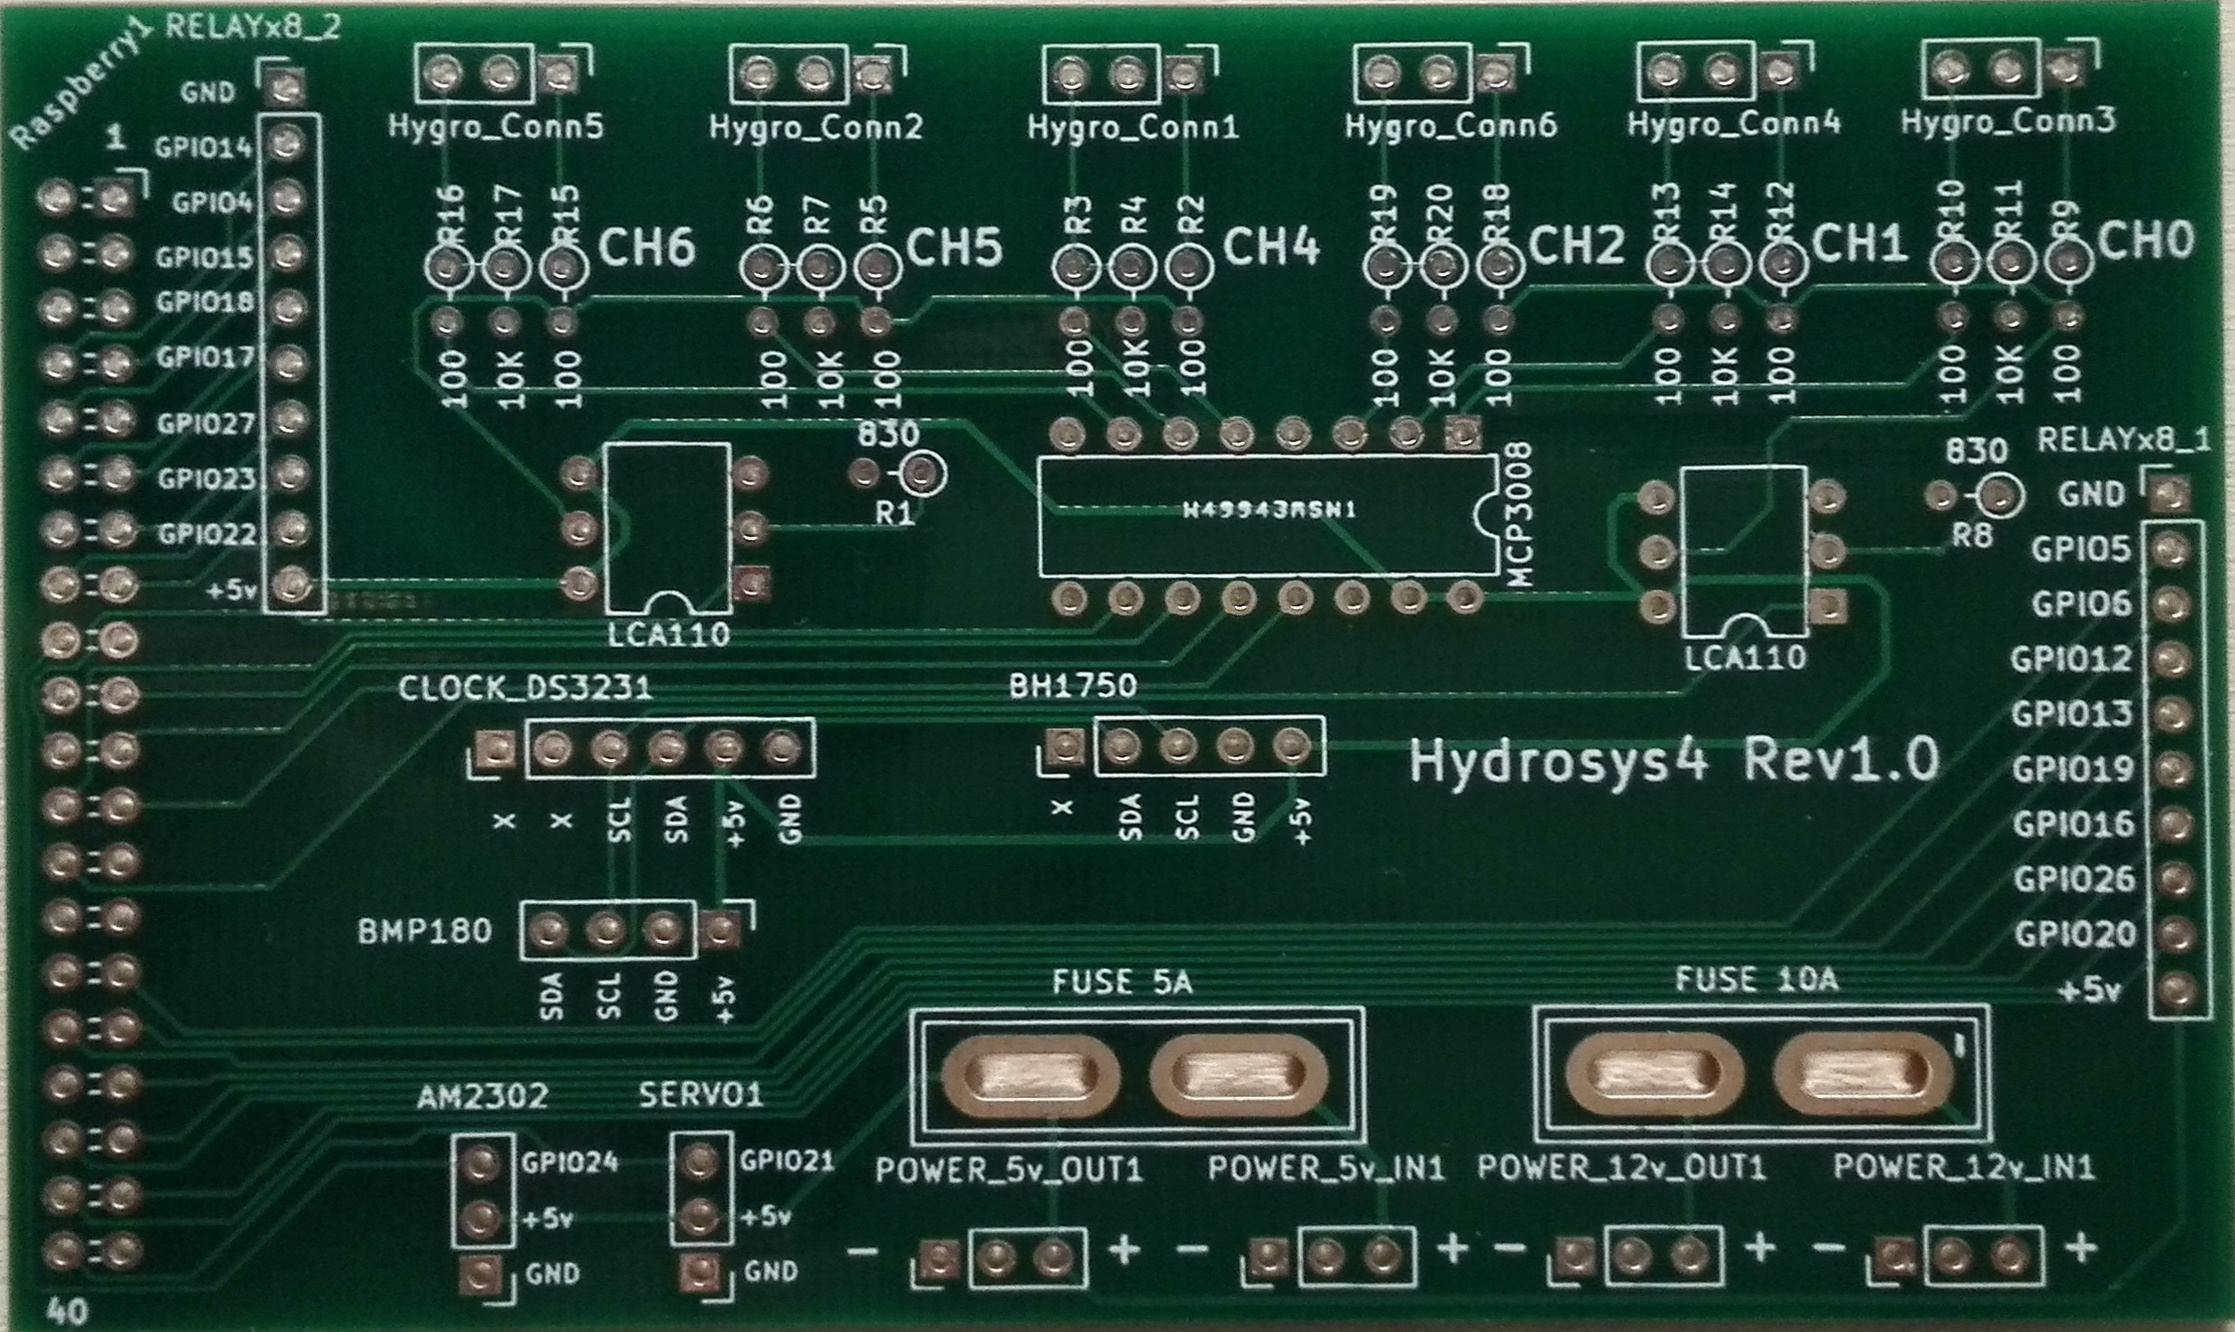 Raspberry1
RELAYx8_2
GND
GPIO14
GPIO4
GPIO15
GPIO18
GPIO17
GPIO27
GPIO23
GPIO22
+5v
1
40
Hygro_Conn5
Hygro_Conn2
Hygro_Conn1
Hygro_Conn6
Hygro_Conn4
Hygro_Conn3
R16 R17 R15 CH6
R6 R7 R5 CH5
R3 R4 R2 CH4
R19 R20 R18 CH2
R13 R14 R12 CH1
R10 R11 R9 CH0
100 10K 100
100 10K 100
100 10K 100
100 10K 100
100 10K 100
100 10K 100
830
R1
LCA110
W49943MSN1
MCP3008
LCA110
830
R8
RELAYx8_1
GND
GPIO5
GPIO6
GPIO12
GPIO13
GPIO19
GPIO16
GPIO26
GPIO20
+5v
CLOCK_DS3231
X X SCL SDA +5v GND
BH1750
X SDA SCL GND +5v
Hydrosys4 Rev1.0
BMP180
SDA SCL GND +5v
AM2302
GPIO24
+5v
GND
SERVO1
GPIO21
+5v
GND
FUSE 5A
FUSE 10A
POWER_5v_OUT1
POWER_5v_IN1
POWER_12v_OUT1
POWER_12v_IN1
- + - + - + - +